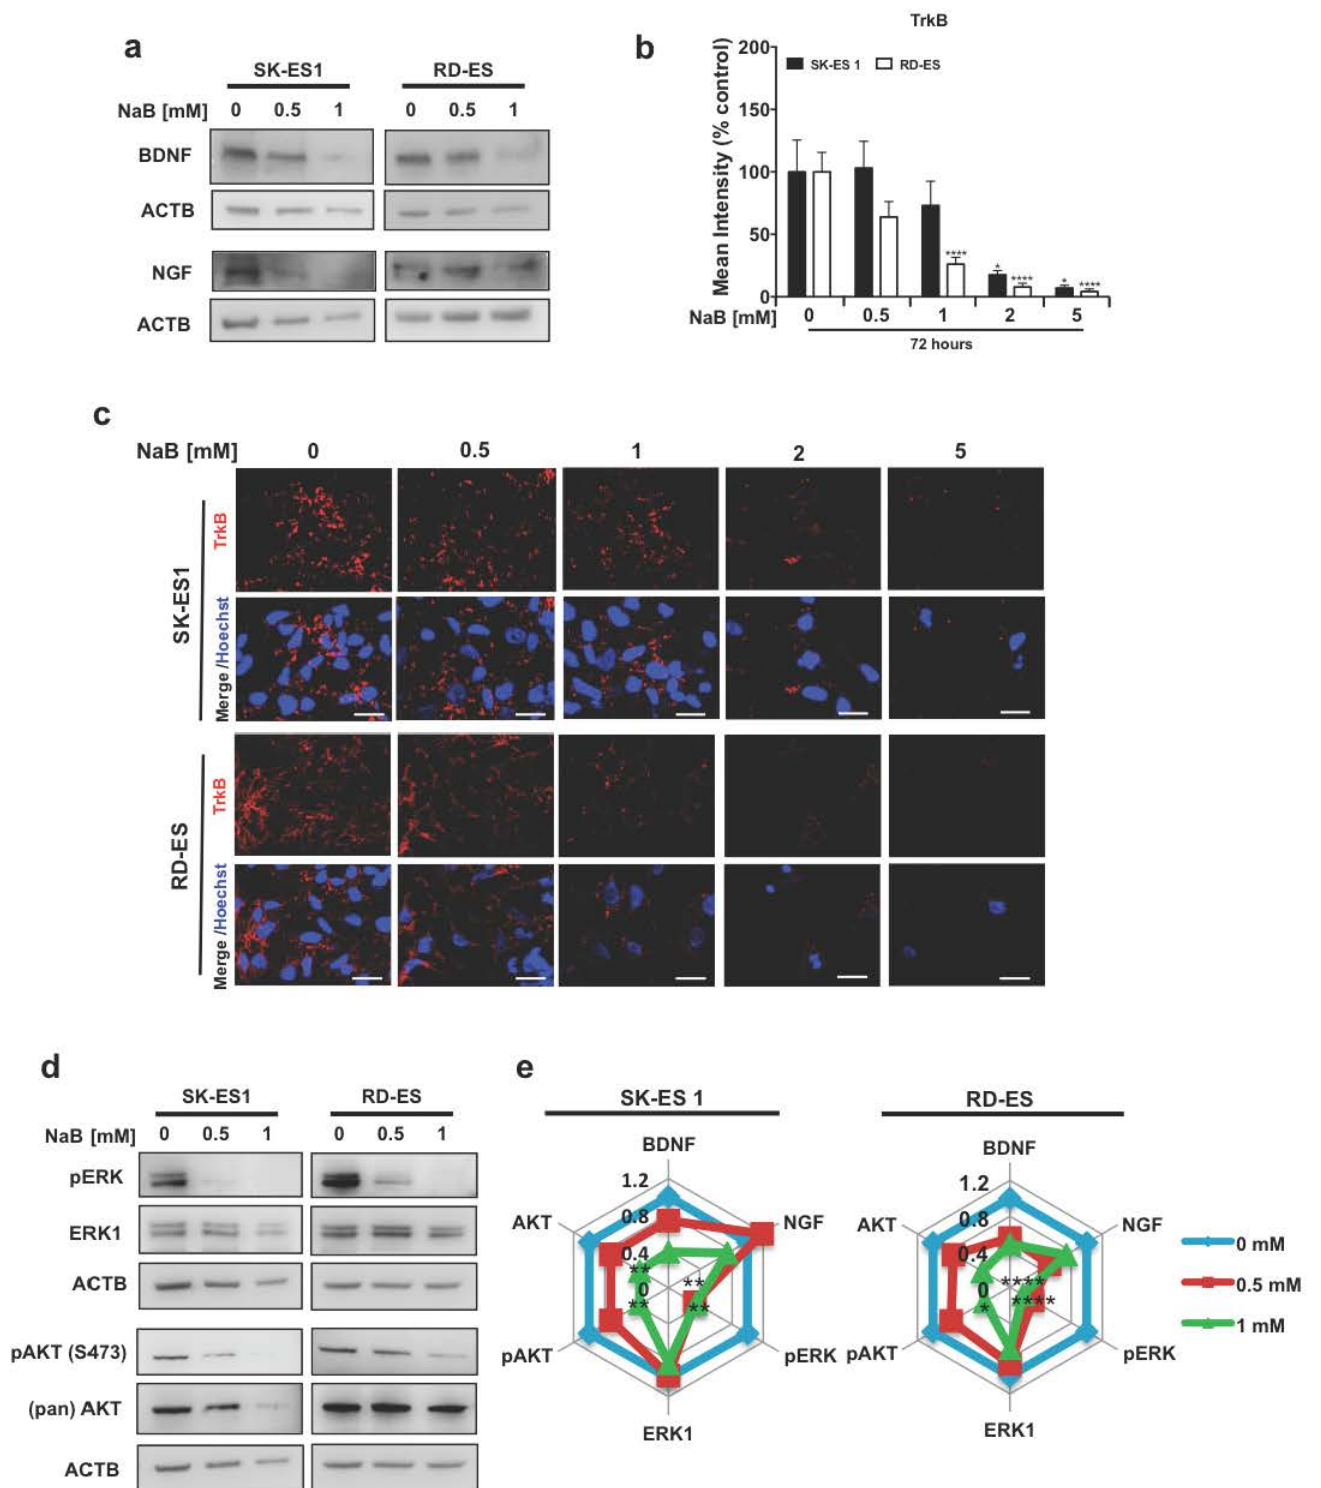 a
SK-ES1 RD-ES
NaB [mM] 0 0.5 1 0 0.5 1
BDNF
ACTB
NGF
ACTB
b
TrkB
Mean Intensity (% control)
200
150
100
50
0
SK-ES 1 RD-ES
****
* ****
* ****
NaB [mM] 0 0.5 1 2 5
72 hours
c
NaB [mM] 0 0.5 1 2 5
SK-ES1
TrkB
Merge /Hoechst
RD-ES
TrkB
Merge /Hoechst
d
SK-ES1 RD-ES
NaB [mM] 0 0.5 1 0 0.5 1
pERK
ERK1
ACTB
pAKT (S473)
(pan) AKT
ACTB
e
SK-ES 1
BDNF
1.2
AKT 0.8 NGF
0.4
** **
0
** **
pAKT pERK
ERK1
RD-ES
BDNF
1.2
AKT 0.8 NGF
0.4
****
0
* ****
pAKT pERK
ERK1
0 mM
0.5 mM
1 mM